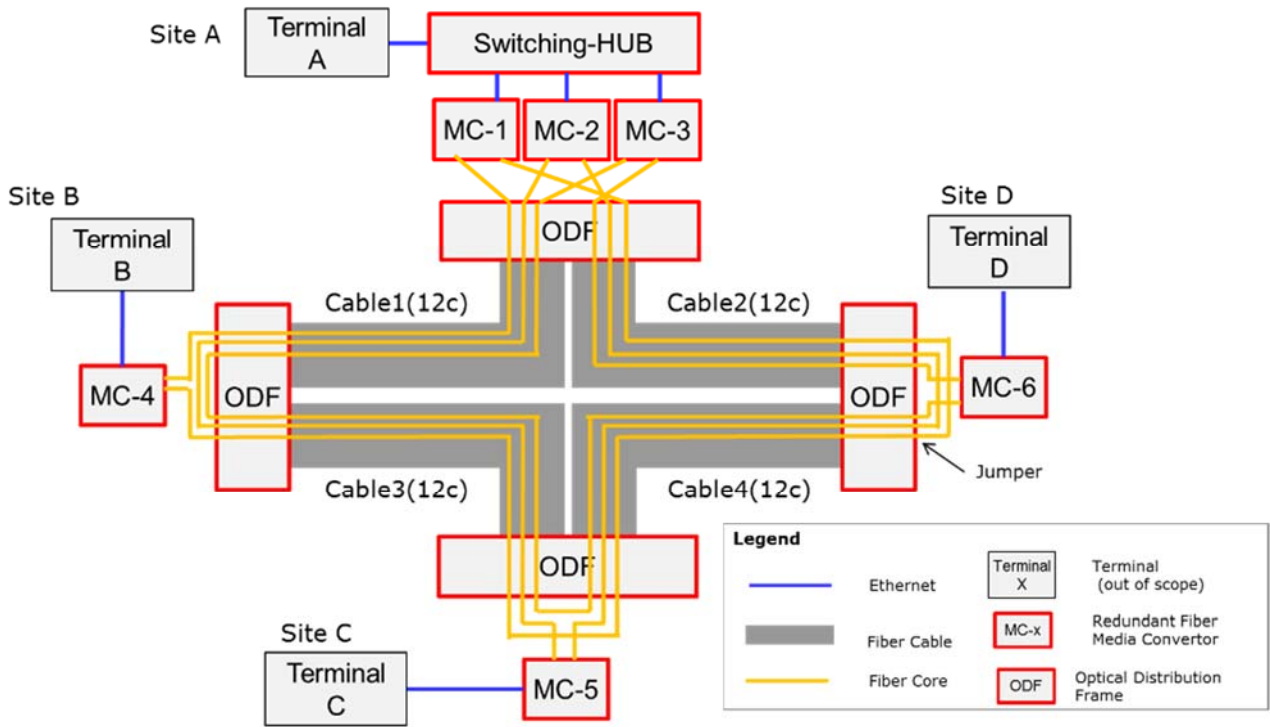 Site A
Terminal
A
Switching-HUB
MC-1
MC-2
MC-3
Site B
Terminal
B
Site D
Terminal
D
ODF
Cable1(12c)
Cable2(12c)
MC-4
ODF
ODF
MC-6
Jumper
Cable3(12c)
Cable4(12c)
ODF
Site C
Terminal
C
MC-5
Legend
Ethernet
Fiber Cable
Fiber Core
Terminal
X
Terminal
(out of scope)
MC-x
Redundant Fiber
Media Convertor
ODF
Optical Distribution
Frame